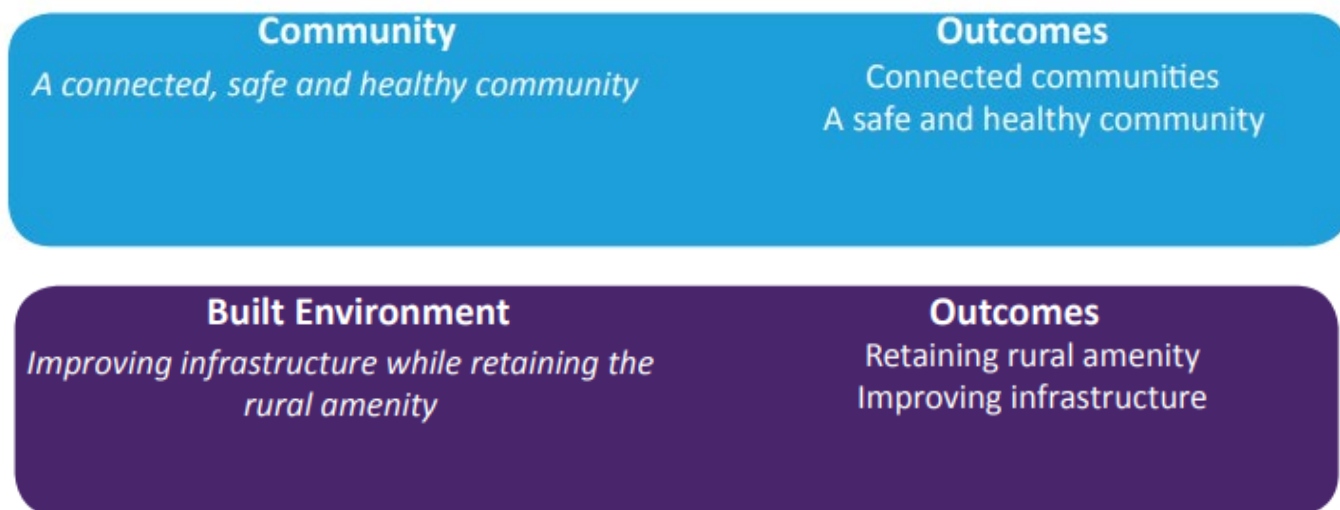 Community
A connected, safe and healthy community
Outcomes
Connected communities
A safe and healthy community
Built Environment
Improving infrastructure while retaining the
rural amenity
Outcomes
Retaining rural amenity
Improving infrastructure